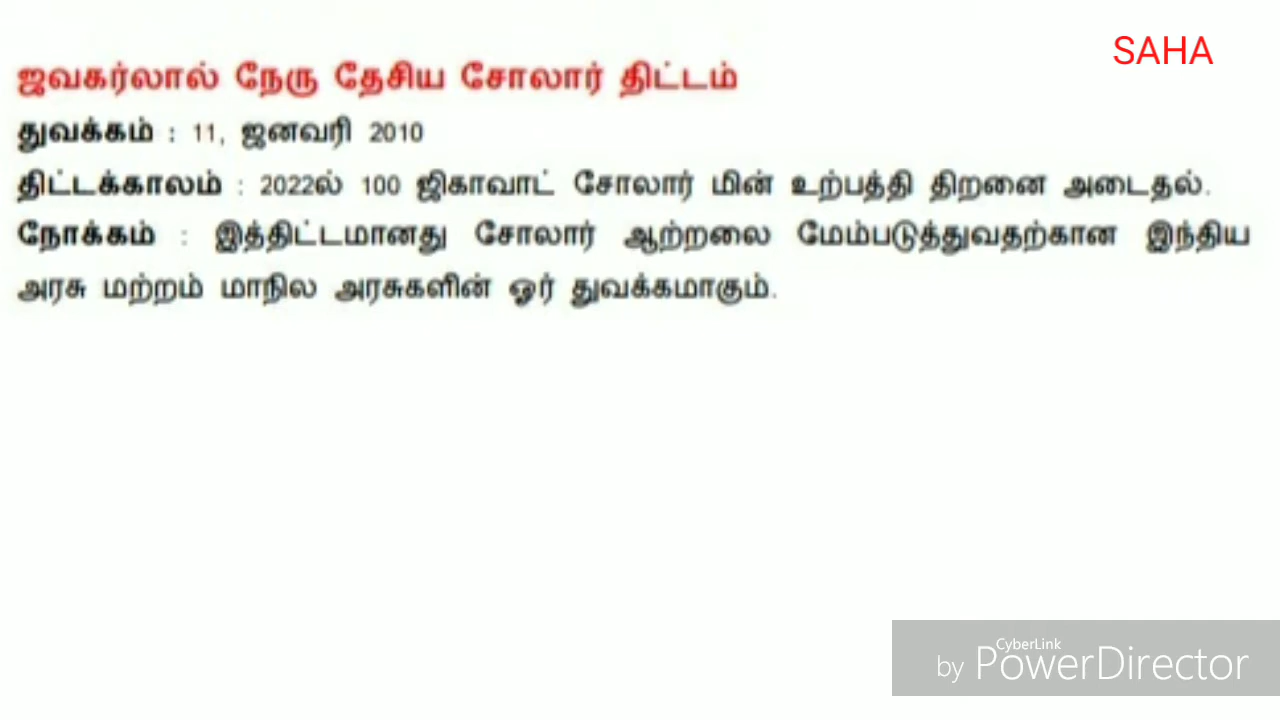 SAHA
ஜவகர்லால் நேரு தேசிய சோலார் திட்டம்
துவக்கம் : 11, ஜனவரி 2010
திட்டக்காலம் : 2022ல் 100 ஜிகாவாட் சோலார் மின் உற்பத்தி திறனை அடைதல்.
நோக்கம் : இத்திட்டமானது சோலார் ஆற்றலை மேம்படுத்துவதற்கான இந்திய
அரசு மற்றம் மாநில அரசுகளின் ஓர் துவக்கமாகும்.
CyberLink
by PowerDirector